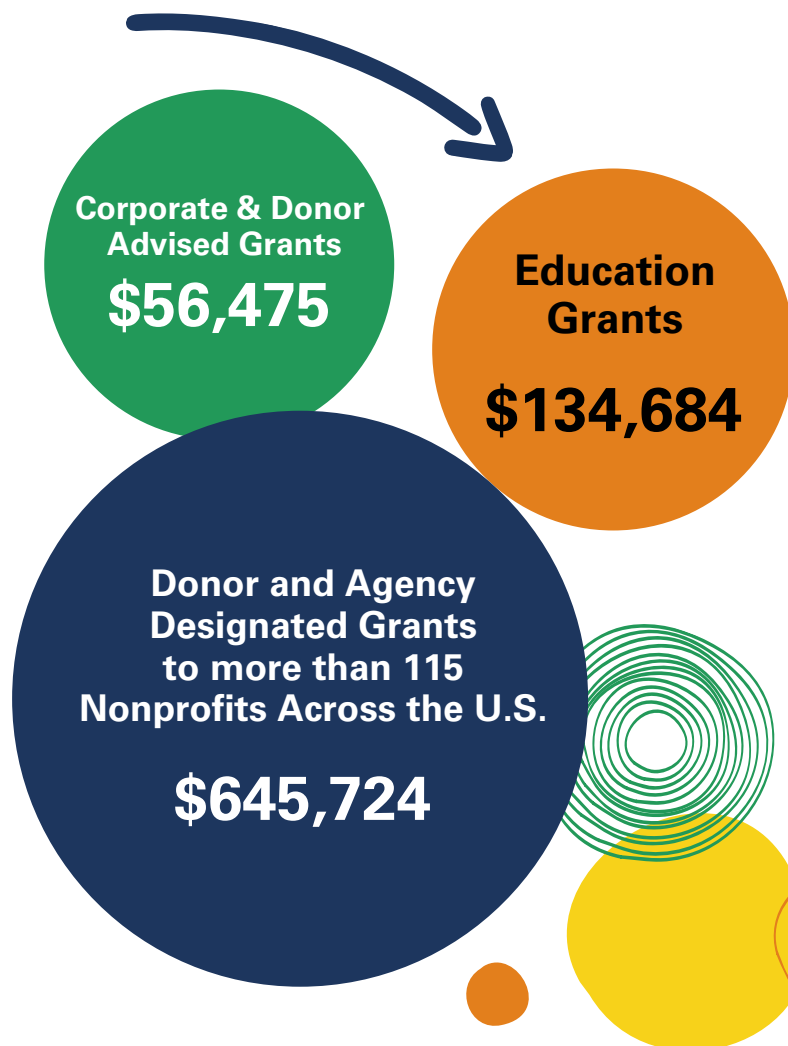 Corporate & Donor
Advised Grants
$56,475
Education
Grants
$134,684
Donor and Agency
Designated Grants
to more than 115
Nonprofits Across the U.S.
$645,724